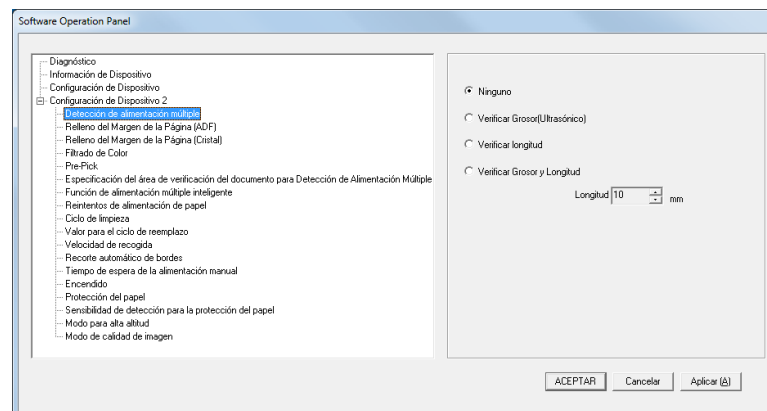 Software Operation Panel
Diagnóstico
Información de Dispositivo
Configuración de Dispositivo
Configuración de Dispositivo 2
Detección de alimentación múltiple
Relleno del Margen de la Página (ADF)
Relleno del Margen de la Página (Cristal)
Filtrado de Color
Pre-Pick
Especificación del área de verificación del documento para Detección de Alimentación Múltiple
Función de alimentación múltiple inteligente
Reintentos de alimentación de papel
Ciclo de limpieza
Valor para el ciclo de reemplazo
Velocidad de recogida
Recorte automático de bordes
Tiempo de espera de la alimentación manual
Encendido
Protección del papel
Sensibilidad de detección para la protección del papel
Modo para alta altitud
Modo de calidad de imagen
Ninguno
Verificar Grosor(Ultrasónico)
Verificar longitud
Verificar Grosor y Longitud
Longitud 10 mm
ACEPTAR Cancelar Aplicar (A)